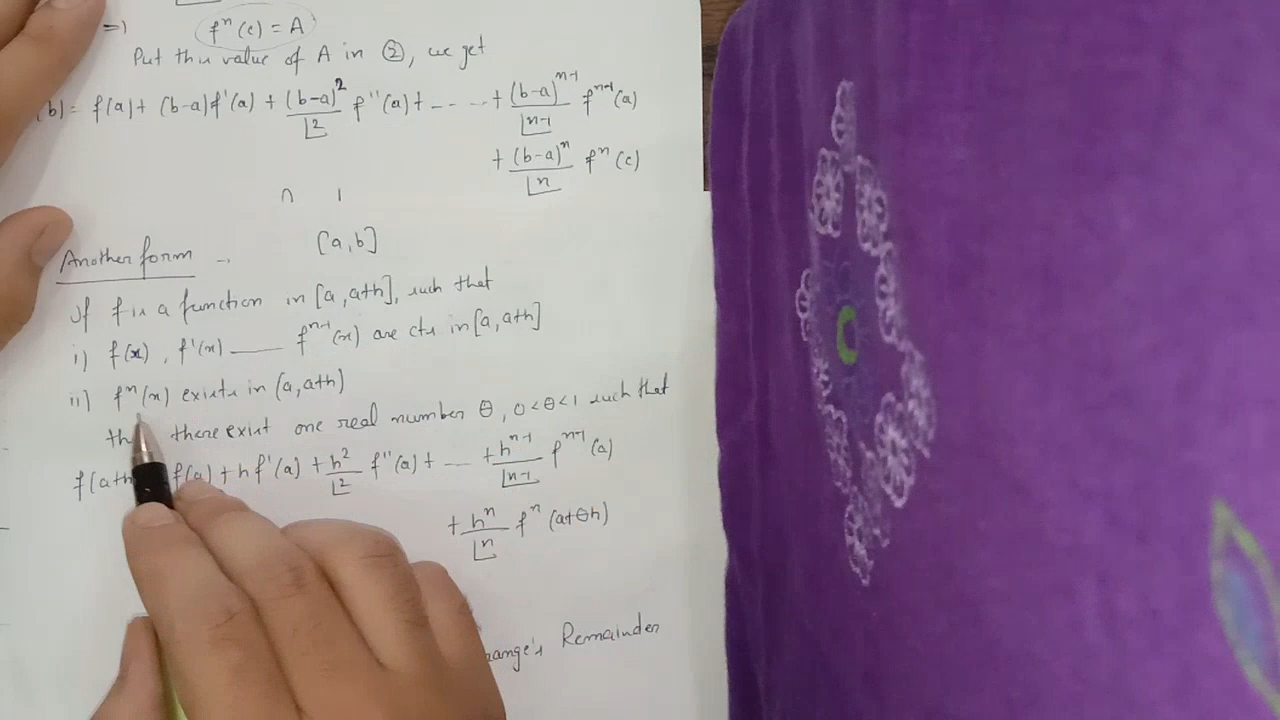 =) fⁿ(c) = A
Put this value of A in ②, we get
(b) = f(a) + (b-a)f'(a) + (b-a)²/⌊2 f''(a) + - - - - + (b-a)ⁿ⁻¹/⌊n-1 fⁿ⁻¹(a)
+ (b-a)ⁿ/⌊n fⁿ(c)
[a,b]
Another form -.
If f is a function in [a, a+h], such that
i) f(x), f'(x) —— fⁿ⁻¹(x) are cts in [a, a+h]
ii) fⁿ(x) exists in (a, a+h)
there exist one real number θ, 0<θ<1 such that
f(a+h f(a) + h f'(a) + h²/⌊2 f''(a) + - - - + hⁿ⁻¹/⌊n-1 fⁿ⁻¹(a)
+ hⁿ/⌊n fⁿ(a+θh)
Remainder